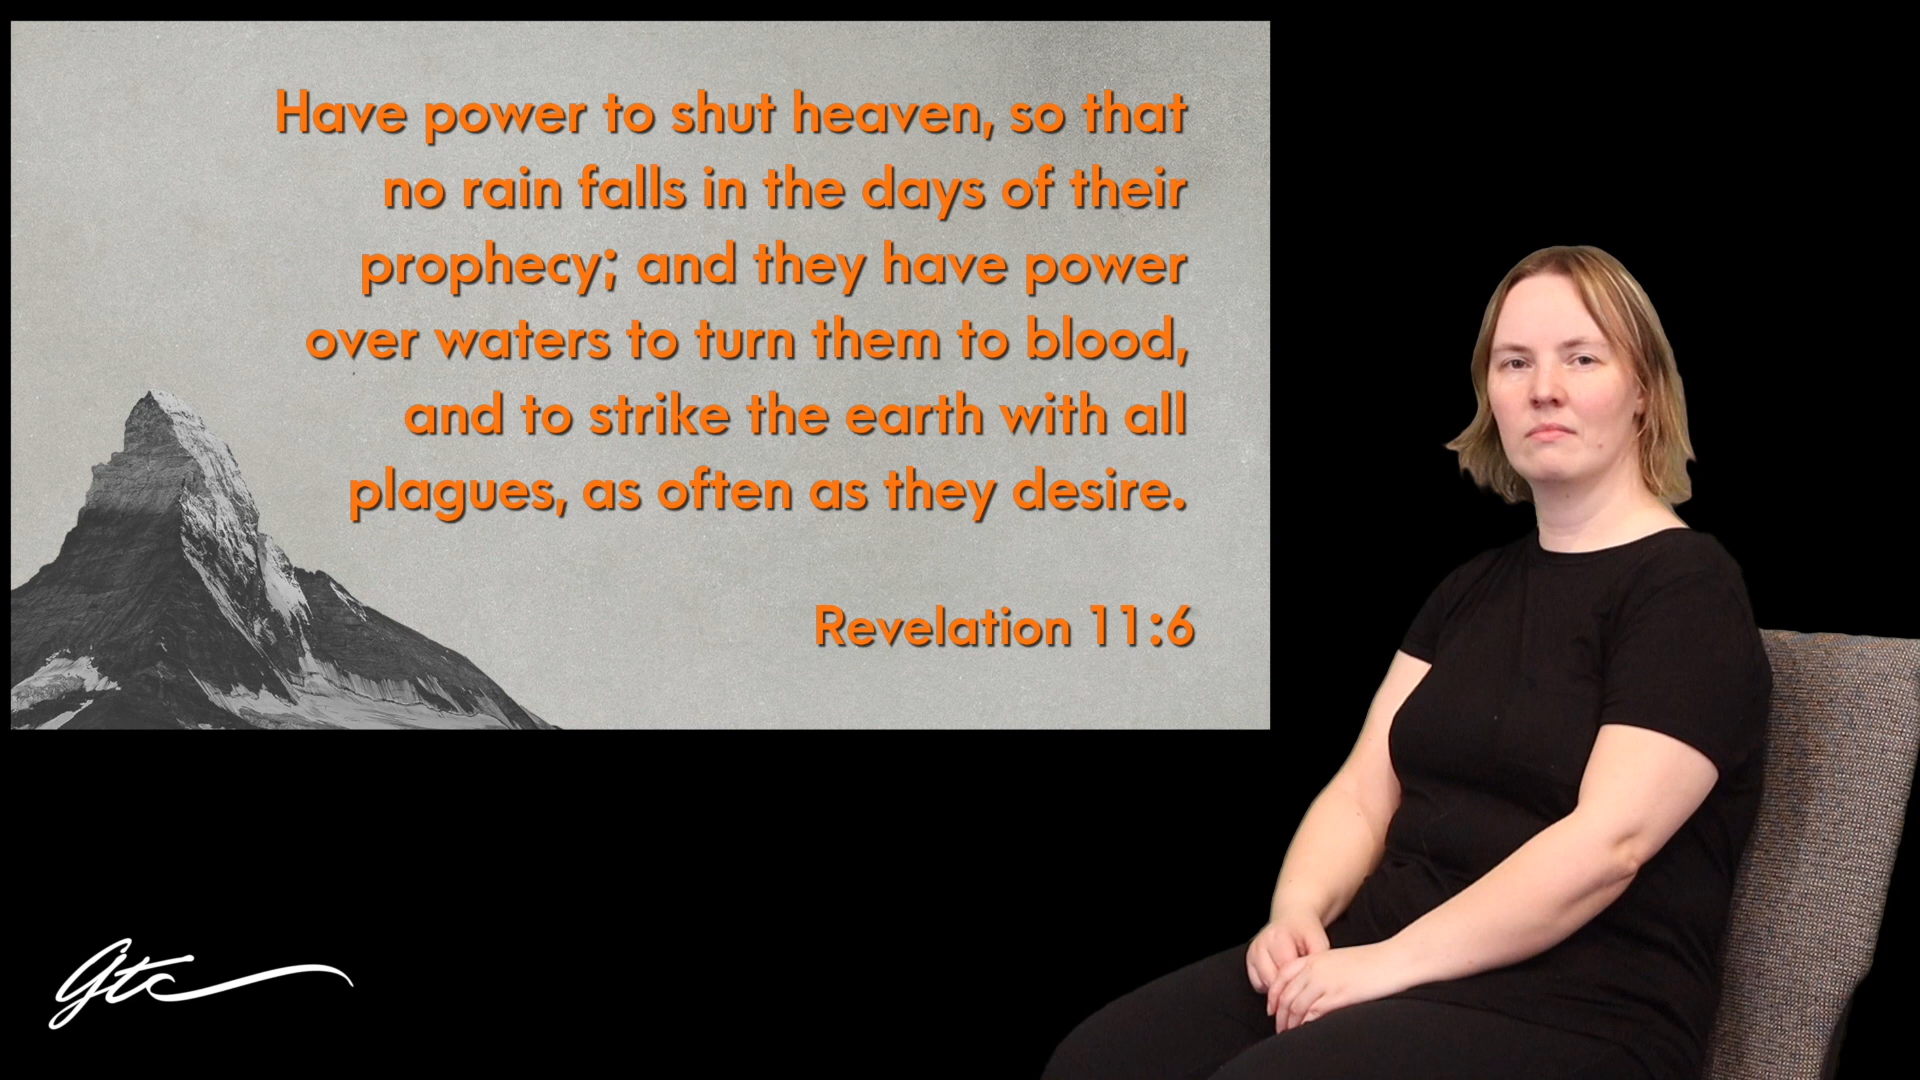 Have power to shut heaven, so that
no rain falls in the days of their
prophecy; and they have power
over waters to turn them to blood,
and to strike the earth with all
plagues, as often as they desire.
Revelation 11:6
gtc